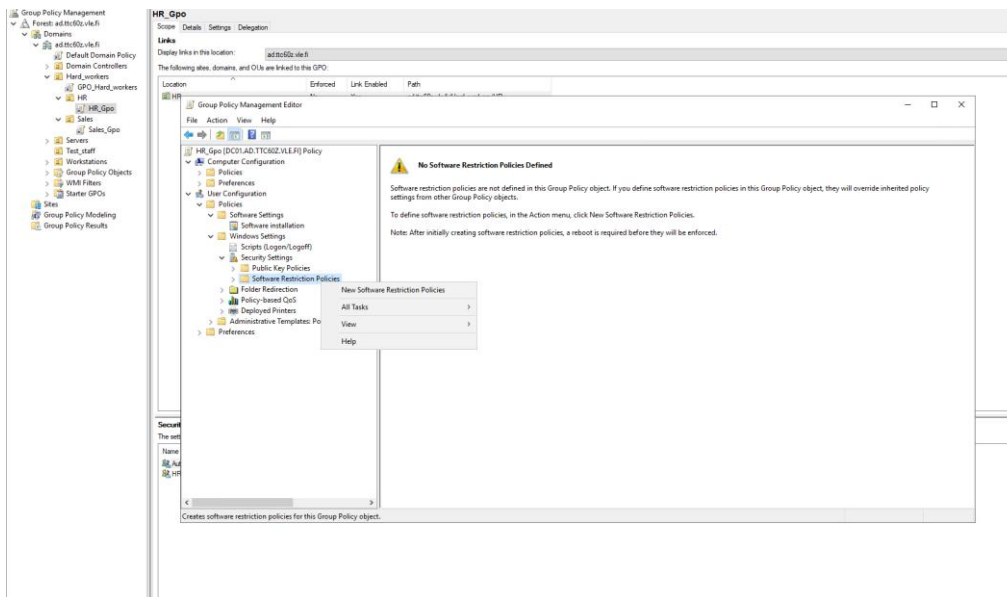 Group Policy Management
Forest: ad.ttc60z.vle.fi
Domains
ad.ttc60z.vle.fi
Default Domain Policy
Domain Controllers
Hard_workers
GPO_Hard_workers
HR
HR_Gpo
Sales
Sales_Gpo
Servers
Test_staff
Workstations
Group Policy Objects
WMI Filters
Starter GPOs
Sites
Group Policy Modeling
Group Policy Results
HR_Gpo
Scope Details Settings Delegation
Links
Display links in this location: ad.ttc60z.vle.fi
The following sites, domains, and OUs are linked to this GPO:
Location Enforced Link Enabled Path
HR
Group Policy Management Editor
File Action View Help
HR_Gpo [DC01.AD.TTC60Z.VLE.FI] Policy
Computer Configuration
Policies
Preferences
User Configuration
Policies
Software Settings
Software installation
Windows Settings
Scripts (Logon/Logoff)
Security Settings
Public Key Policies
Software Restriction Policies
Folder Redirection
Policy-based QoS
Deployed Printers
Administrative Templates: Po
Preferences
New Software Restriction Policies
All Tasks
View
Help
No Software Restriction Policies Defined
Software restriction policies are not defined in this Group Policy object. If you define software restriction policies in this Group Policy object, they will override inherited policy
settings from other Group Policy objects.
To define software restriction policies, in the Action menu, click New Software Restriction Policies.
Note: After initially creating software restriction policies, a reboot is required before they will be enforced.
Securit
The sett
Name
Aut
HR
Creates software restriction policies for this Group Policy object.